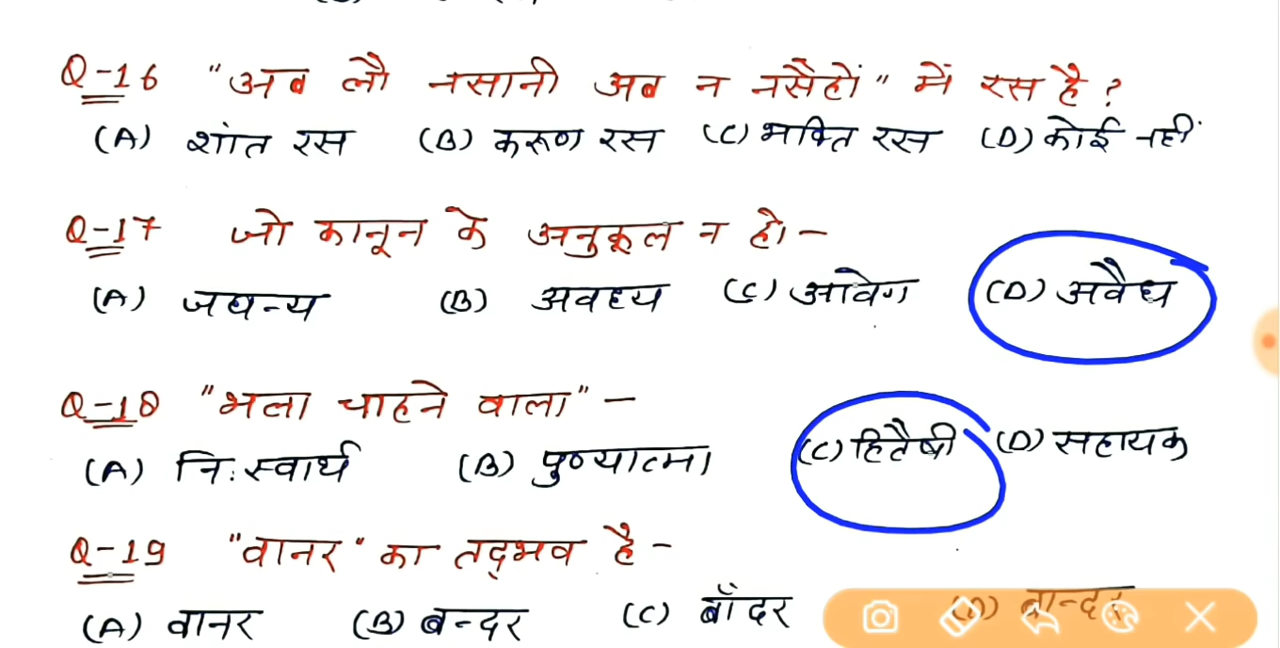 Q-16 "अब लौ नसानी अब न नसैहों" में रस है ?
(A) शांत रस (B) करूण रस (C) भक्ति रस (D) कोई नहीं
Q-17 जो कानून के अनुकूल न हो -
(A) जघन्य (B) अवध्य (C) आवेग (D) अवैध
Q-18 "भला चाहने वाला" -
(A) निःस्वार्थ (B) पुण्यात्मा (C) हितैषी (D) सहायक
Q-19 "वानर" का तद्भव है -
(A) वानर (B) बन्दर (C) बाँदर (D) बान्दर